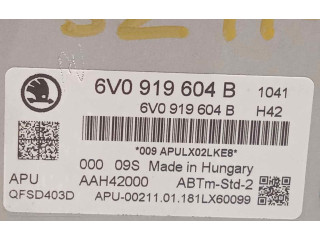 6V0 919 604 B 1041
6V0 919 604 B H42
*009 APULX02LKE8*
000 09S Made in Hungary
APU AAH42000 ABTm-Std-2
QFSD403D APU-00211.01.181LX60099